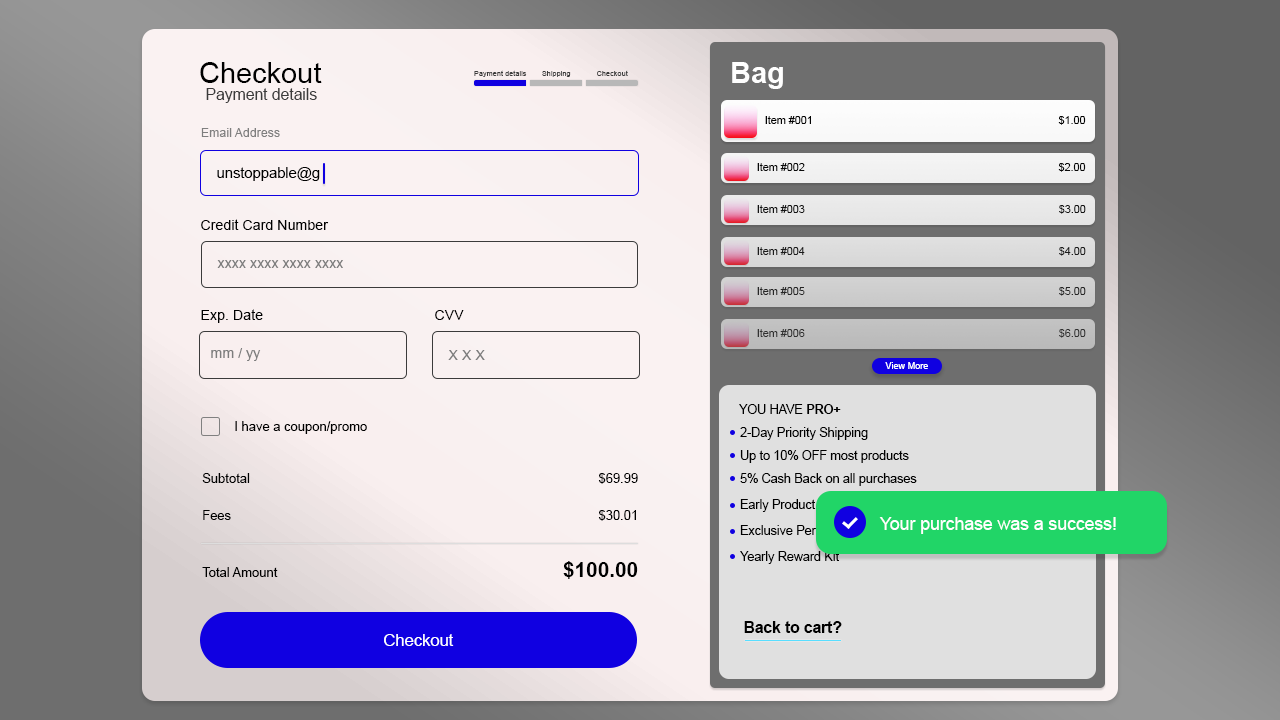 Checkout
Payment details
Payment details Shipping Checkout
Email Address
unstoppable@g
Credit Card Number
xxxx xxxx xxxx xxxx
Exp. Date CVV
mm / yy X X X
I have a coupon/promo
Subtotal $69.99
Fees $30.01
Total Amount $100.00
Checkout
Bag
Item #001 $1.00
Item #002 $2.00
Item #003 $3.00
Item #004 $4.00
Item #005 $5.00
Item #006 $6.00
View More
YOU HAVE PRO+
2-Day Priority Shipping
Up to 10% OFF most products
5% Cash Back on all purchases
Early Product
Exclusive
Yearly Reward Kit
Your purchase was a success!
Back to cart?